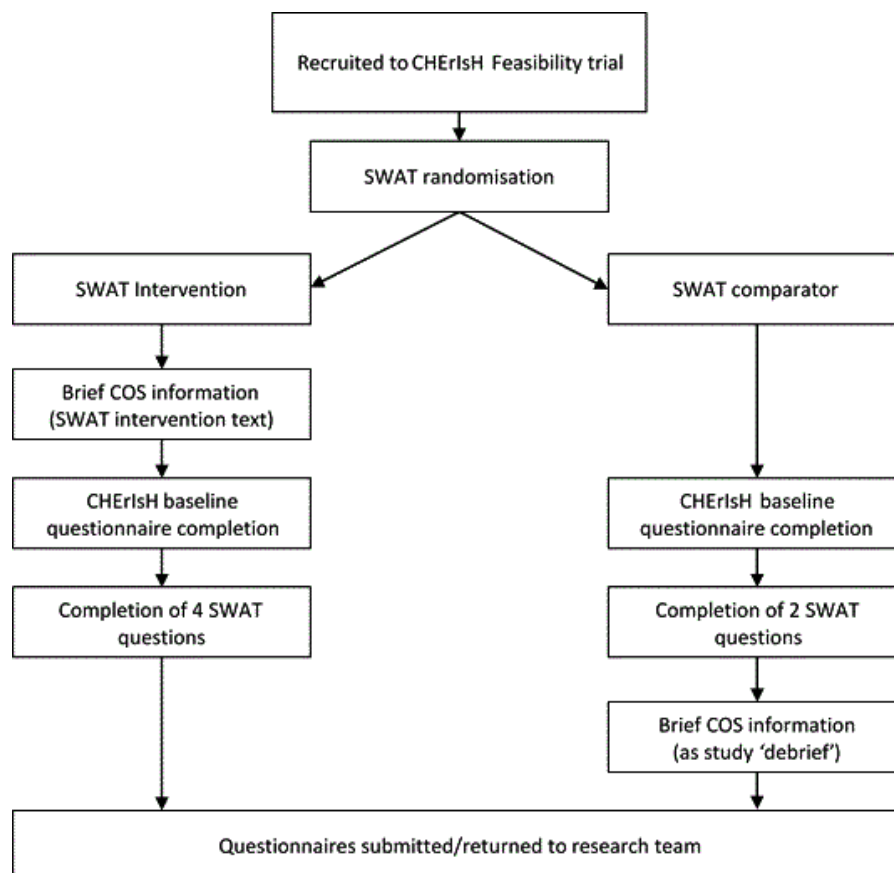 Recruited to CHErIsH Feasibility trial
SWAT randomisation
SWAT Intervention
SWAT comparator
Brief COS information
(SWAT intervention text)
CHErIsH baseline
questionnaire completion
CHErIsH baseline
questionnaire completion
Completion of 4 SWAT
questions
Completion of 2 SWAT
questions
Brief COS information
(as study ‘debrief’)
Questionnaires submitted/returned to research team